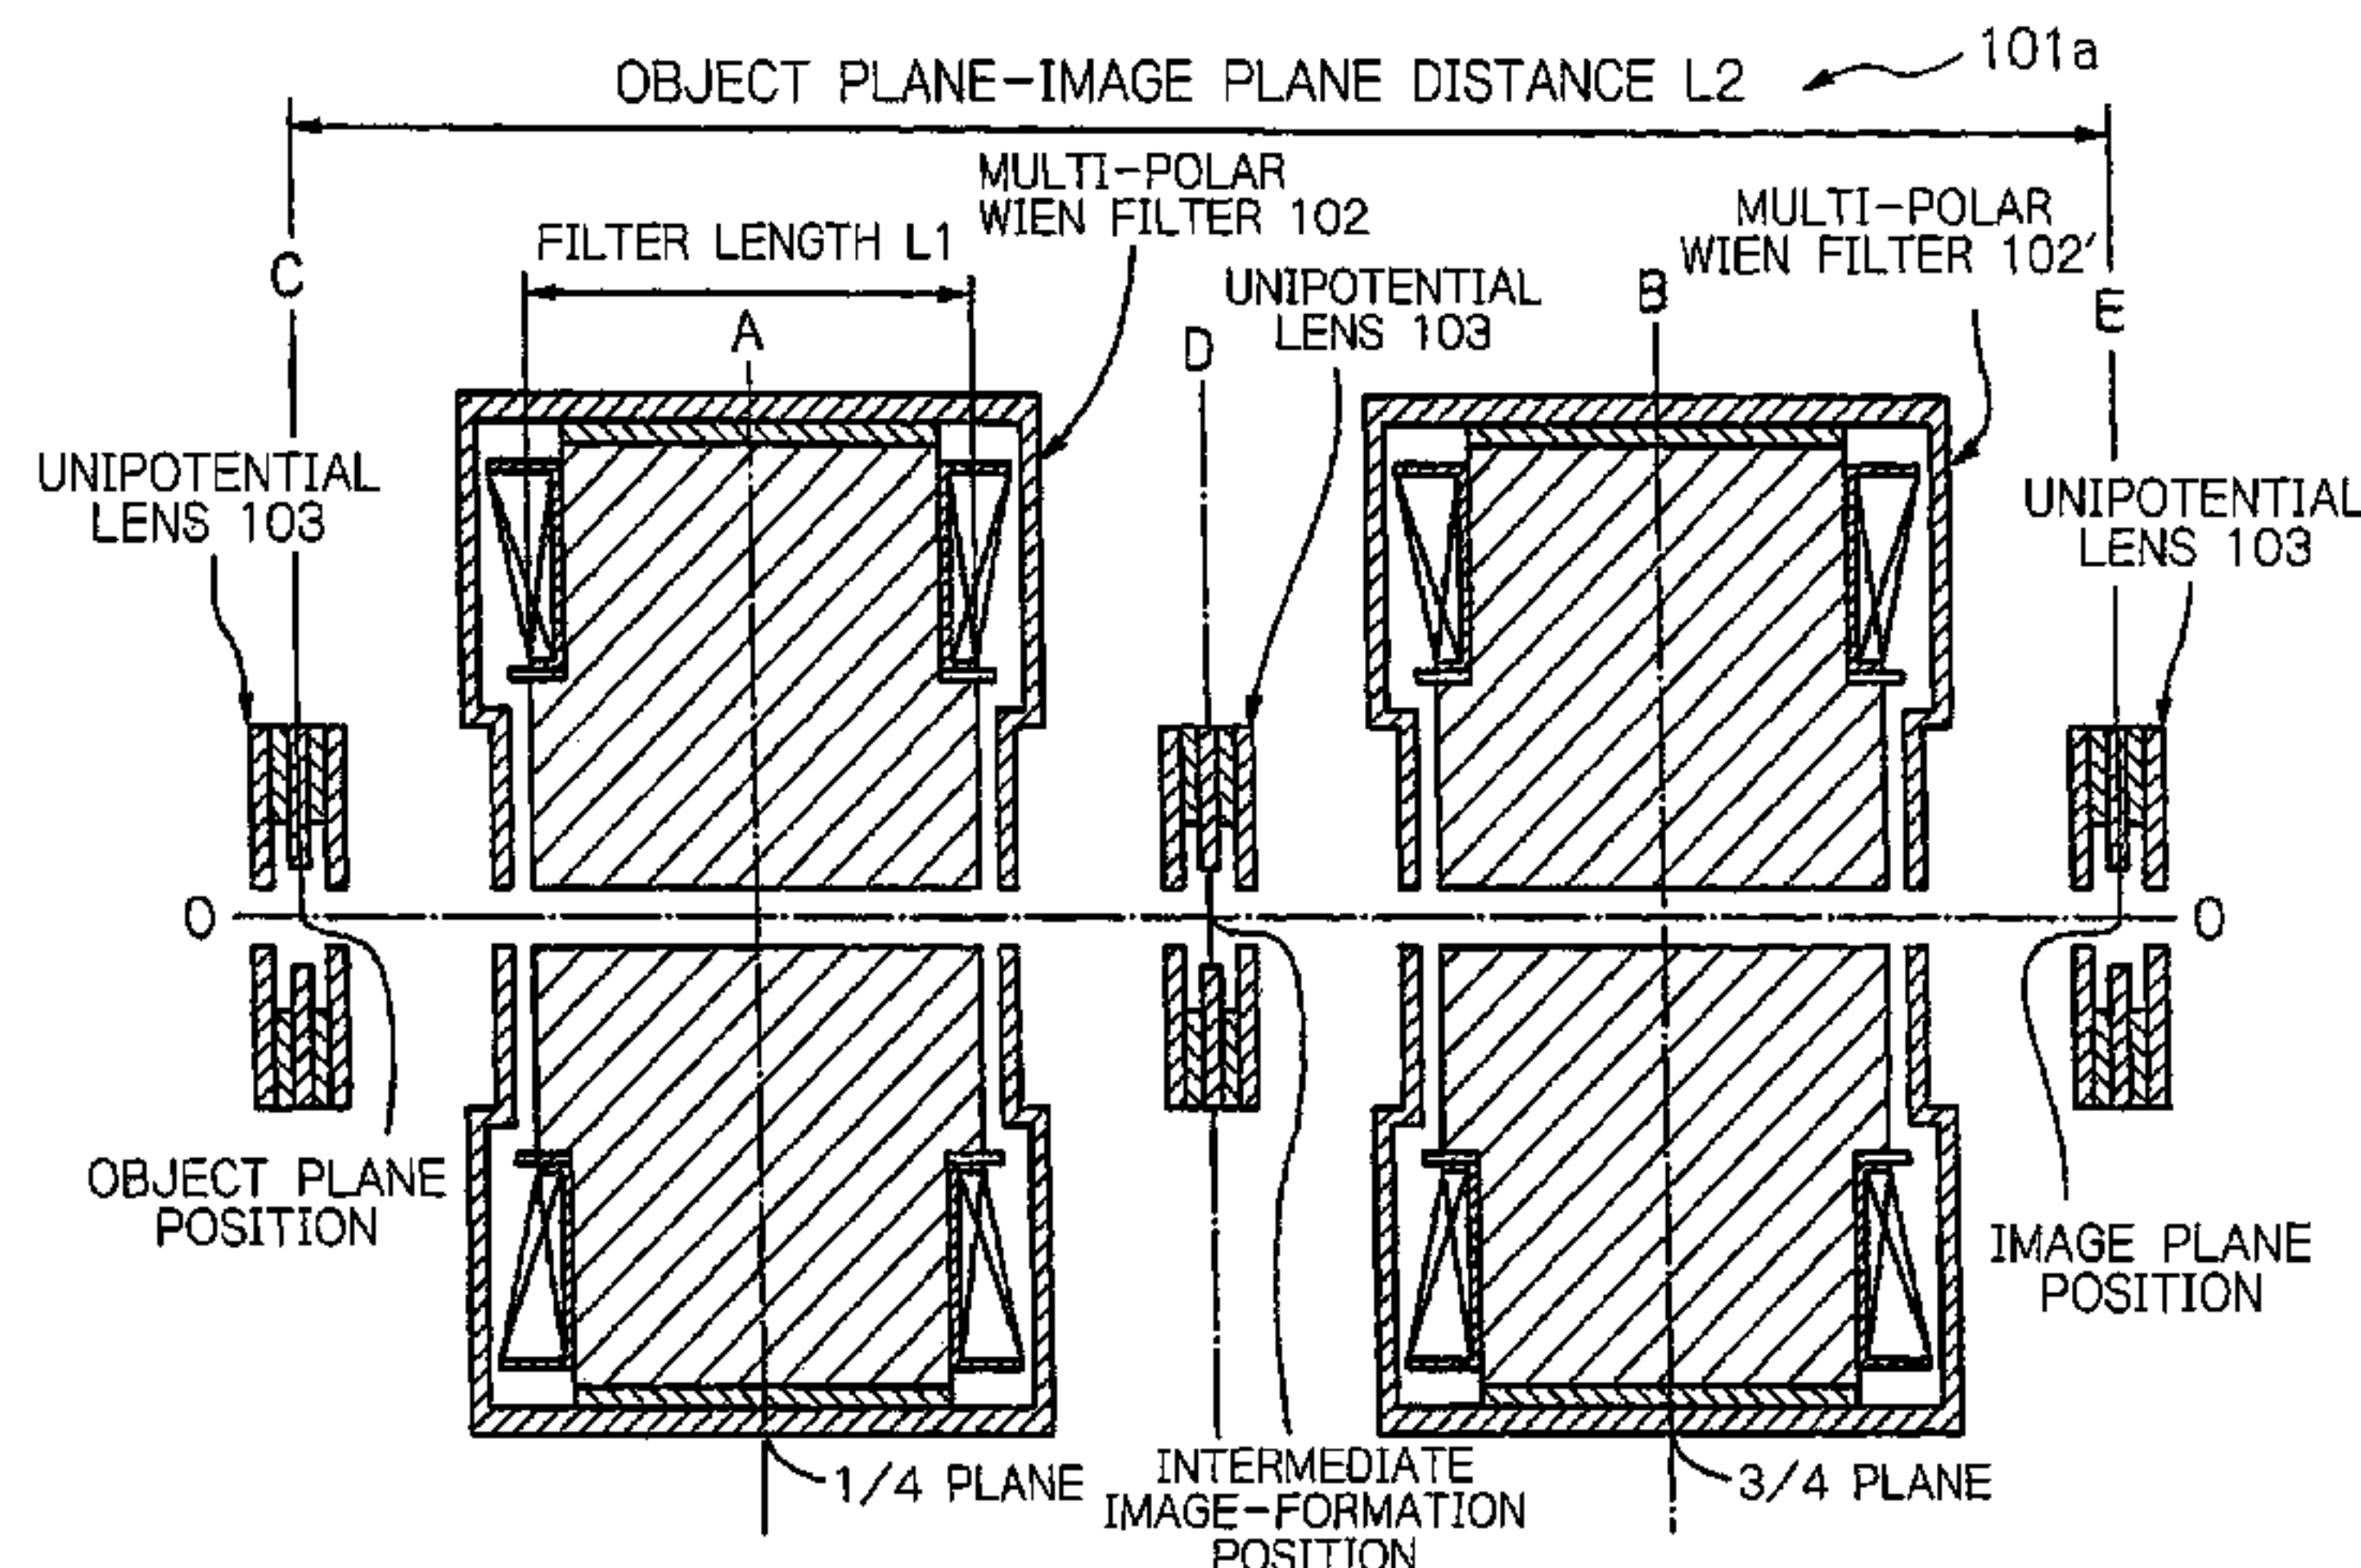 101a
OBJECT PLANE-IMAGE PLANE DISTANCE L2
MULTI-POLAR
WIEN FILTER 102
MULTI-POLAR
WIEN FILTER 102'
FILTER LENGTH L1
C
A
UNIPOTENTIAL
LENS 103
D
B
E
UNIPOTENTIAL
LENS 103
UNIPOTENTIAL
LENS 103
O
O
OBJECT PLANE
POSITION
IMAGE PLANE
POSITION
1/4 PLANE
INTERMEDIATE
IMAGE-FORMATION
POSITION
3/4 PLANE